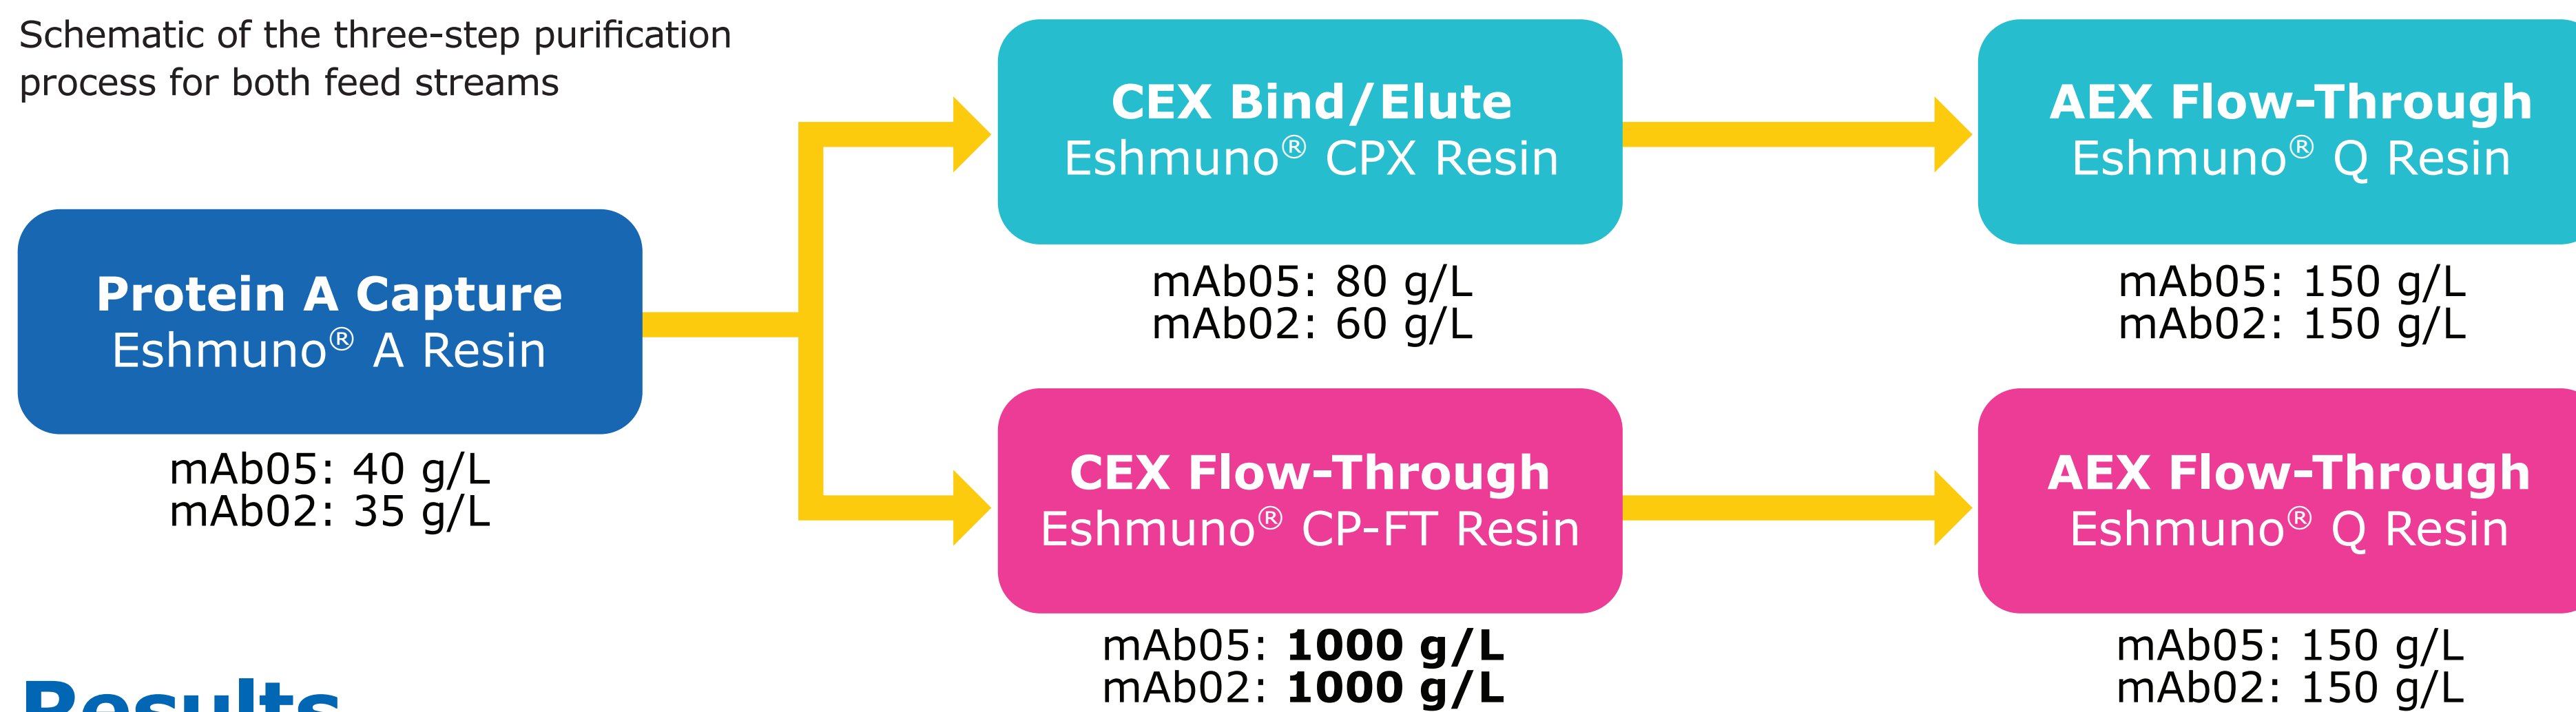 Schematic of the three-step purification
process for both feed streams
Protein A Capture
Eshmuno® A Resin
mAb05: 40 g/L
mAb02: 35 g/L
CEX Bind/Elute
Eshmuno® CPX Resin
mAb05: 80 g/L
mAb02: 60 g/L
AEX Flow-Through
Eshmuno® Q Resin
mAb05: 150 g/L
mAb02: 150 g/L
CEX Flow-Through
Eshmuno® CP-FT Resin
mAb05: 1000 g/L
mAb02: 1000 g/L
AEX Flow-Through
Eshmuno® Q Resin
mAb05: 150 g/L
mAb02: 150 g/L
Results